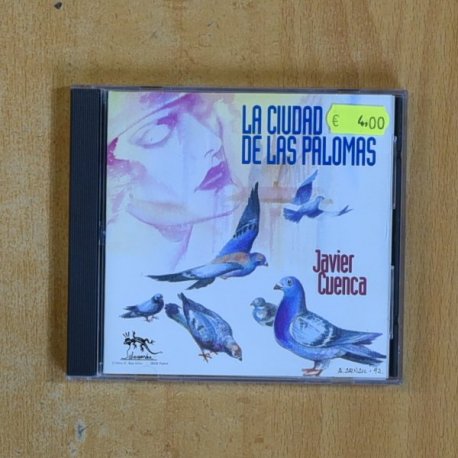 LA CIUDAD
DE LAS PALOMAS
€ 4,00
Javier
Cuenca